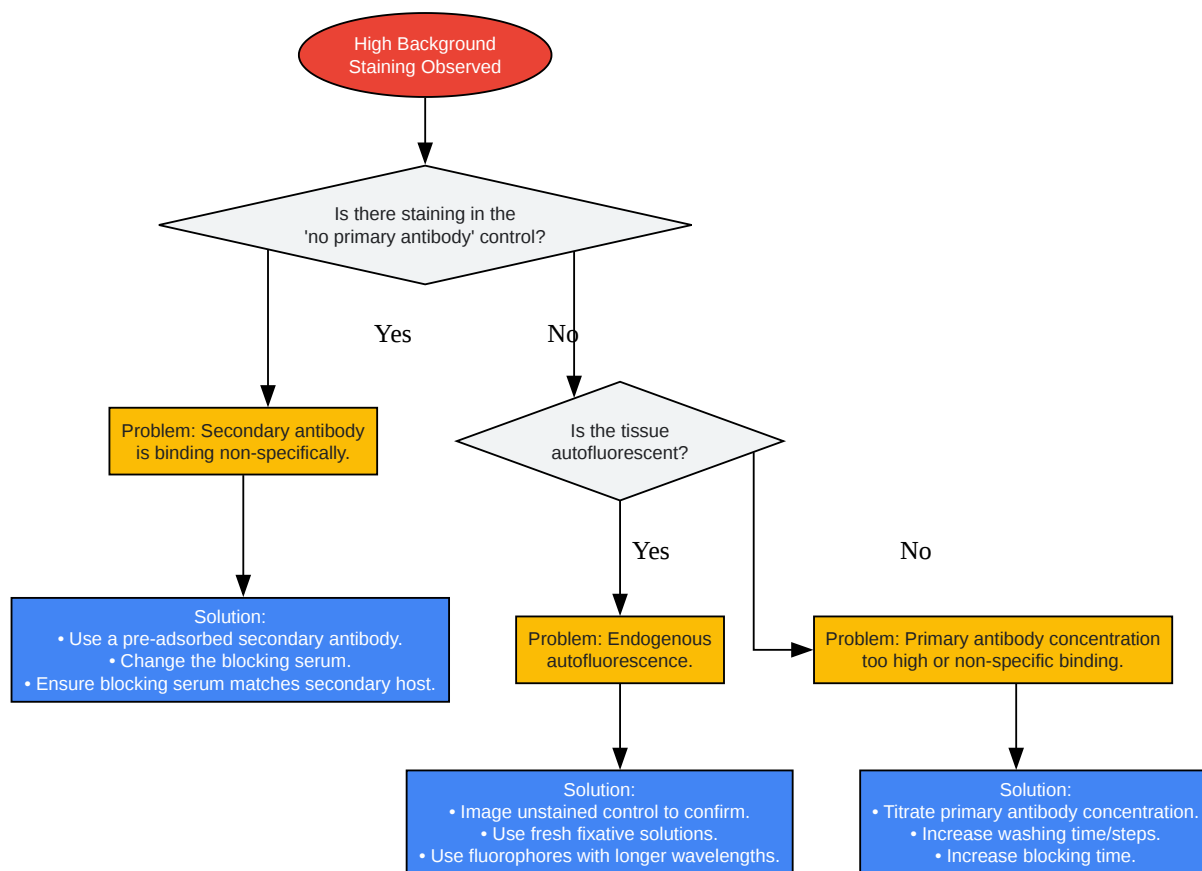 High Background
Staining Observed
Is there staining in the
'no primary antibody' control?
Yes
No
Problem: Secondary antibody
is binding non-specifically.
Is the tissue
autofluorescent?
Yes
No
Solution:
• Use a pre-adsorbed secondary antibody.
• Change the blocking serum.
• Ensure blocking serum matches secondary host.
Problem: Endogenous
autofluorescence.
Problem: Primary antibody concentration
too high or non-specific binding.
Solution:
• Image unstained control to confirm.
• Use fresh fixative solutions.
• Use fluorophores with longer wavelengths.
Solution:
• Titrate primary antibody concentration.
• Increase washing time/steps.
• Increase blocking time.